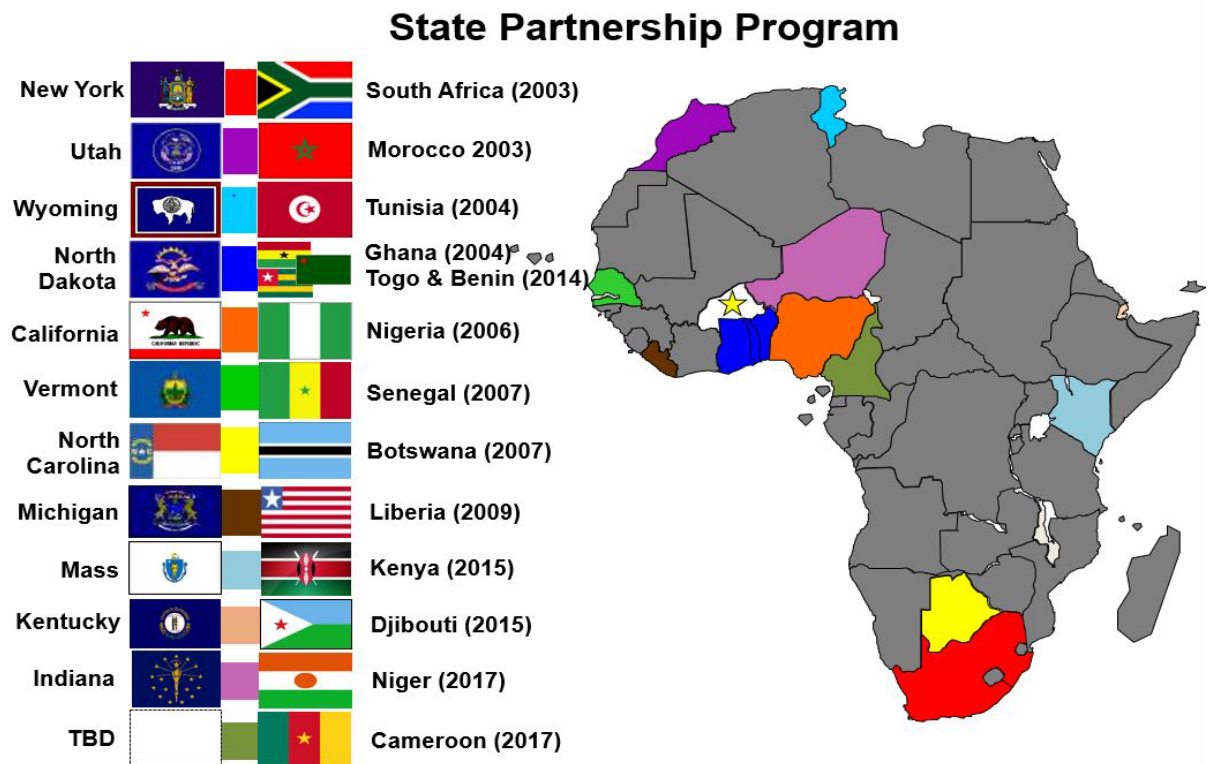 State Partnership Program
New York South Africa (2003)
Utah Morocco 2003)
Wyoming Tunisia (2004)
North
Dakota
Ghana (2004)
Togo & Benin (2014)
California Nigeria (2006)
CALIFORNIA REPUBLIC
Vermont Senegal (2007)
North
Carolina
Botswana (2007)
Michigan Liberia (2009)
Mass Kenya (2015)
Kentucky Djibouti (2015)
Indiana Niger (2017)
TBD Cameroon (2017)